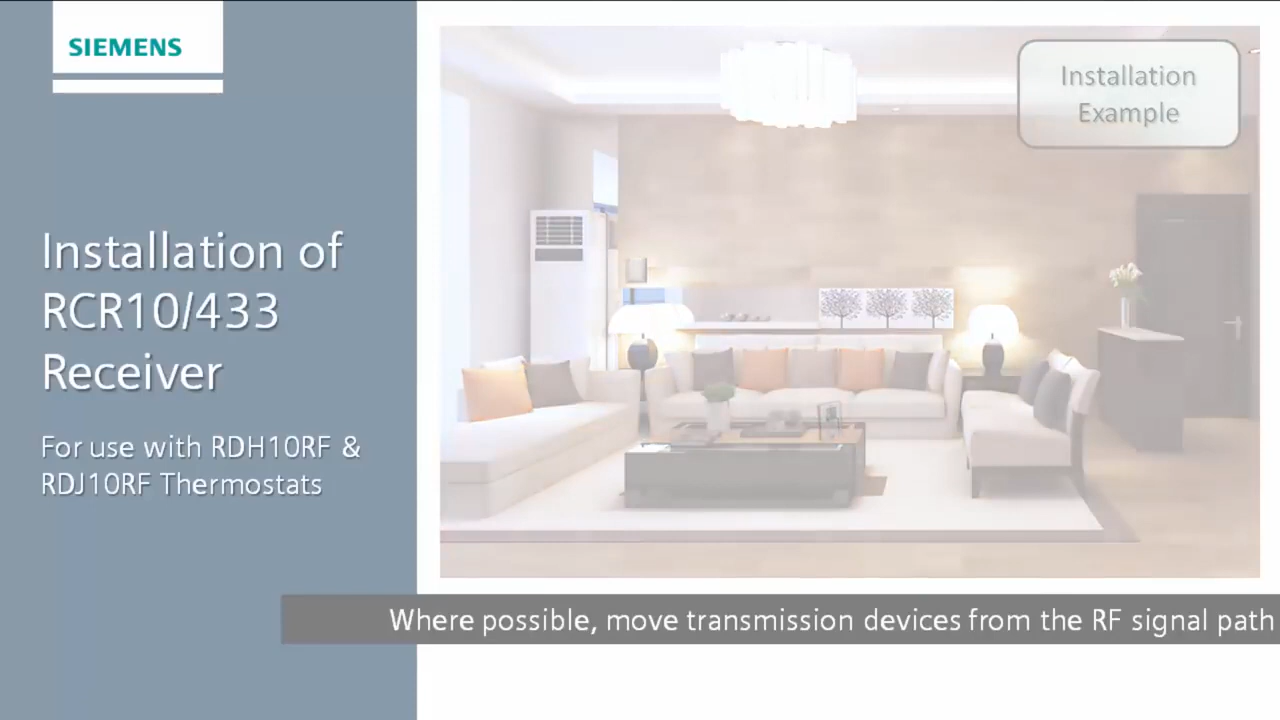 SIEMENS
Installation
Example
Installation of
RCR10/433
Receiver
For use with RDH10RF &
RDJ10RF Thermostats
Where possible, move transmission devices from the RF signal path